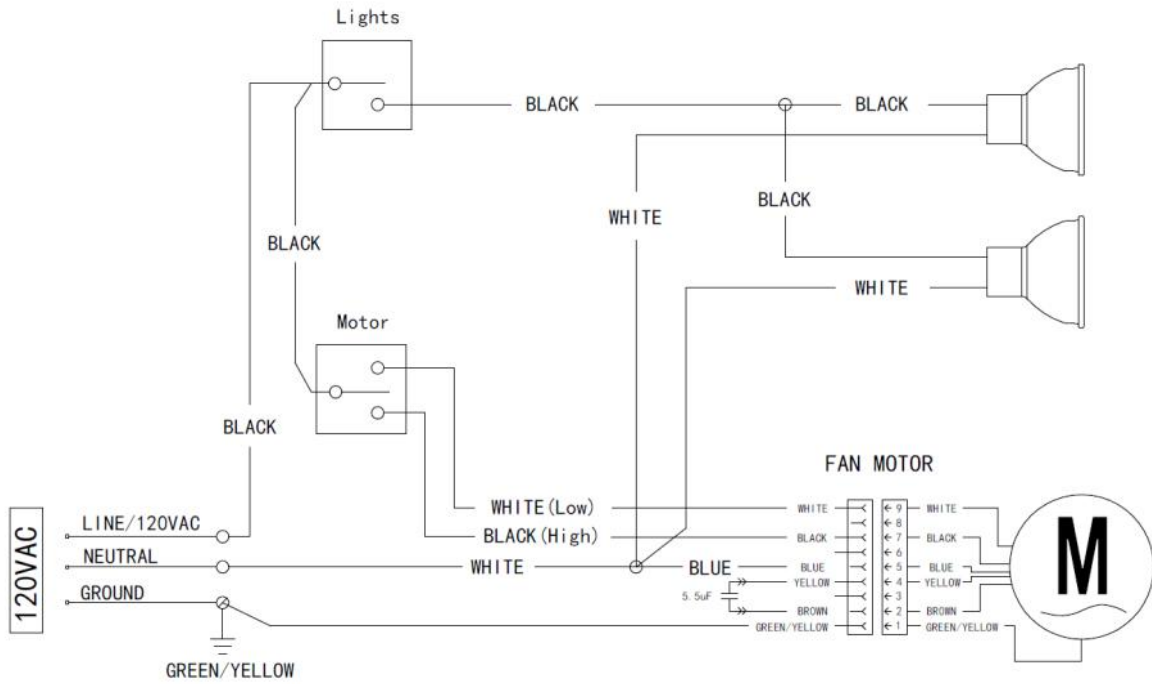 Lights
BLACK
BLACK
BLACK
WHITE
BLACK
WHITE
Motor
BLACK
FAN MOTOR
WHITE(Low)
WHITE
9
WHITE
8
LINE/120VAC
BLACK(High)
BLACK
7
BLACK
6
NEUTRAL
WHITE
BLUE
BLUE
5
BLUE
YELLOW
4
YELLOW
GROUND
5.5uF
3
BROWN
2
BROWN
GREEN/YELLOW
1
GREEN/YELLOW
120VAC
M
GREEN/YELLOW